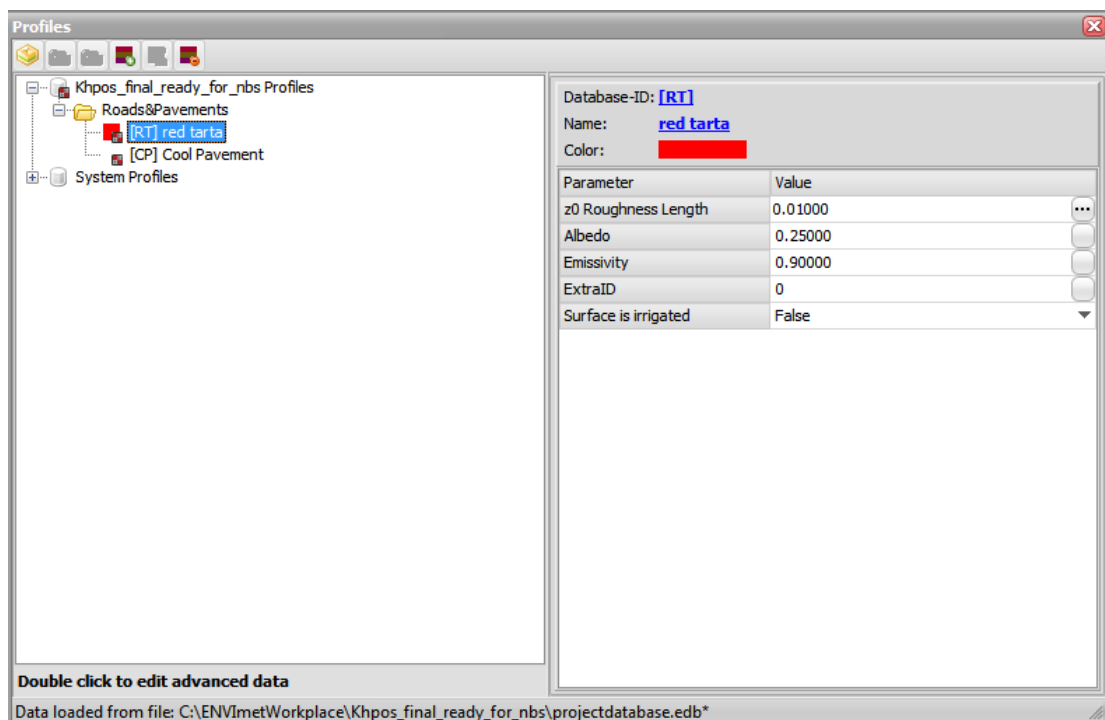 Profiles
Khpos_final_ready_for_nbs Profiles
Roads&Pavements
[RT] red tarta
[CP] Cool Pavement
System Profiles
Database-ID: [RT]
Name: red tarta
Color:
Parameter Value
z0 Roughness Length 0.01000 ...
Albedo 0.25000
Emissivity 0.90000
ExtraID 0
Surface is irrigated False
Double click to edit advanced data
Data loaded from file: C:\ENVImetWorkplace\Khpos_final_ready_for_nbs\projectdatabase.edb*